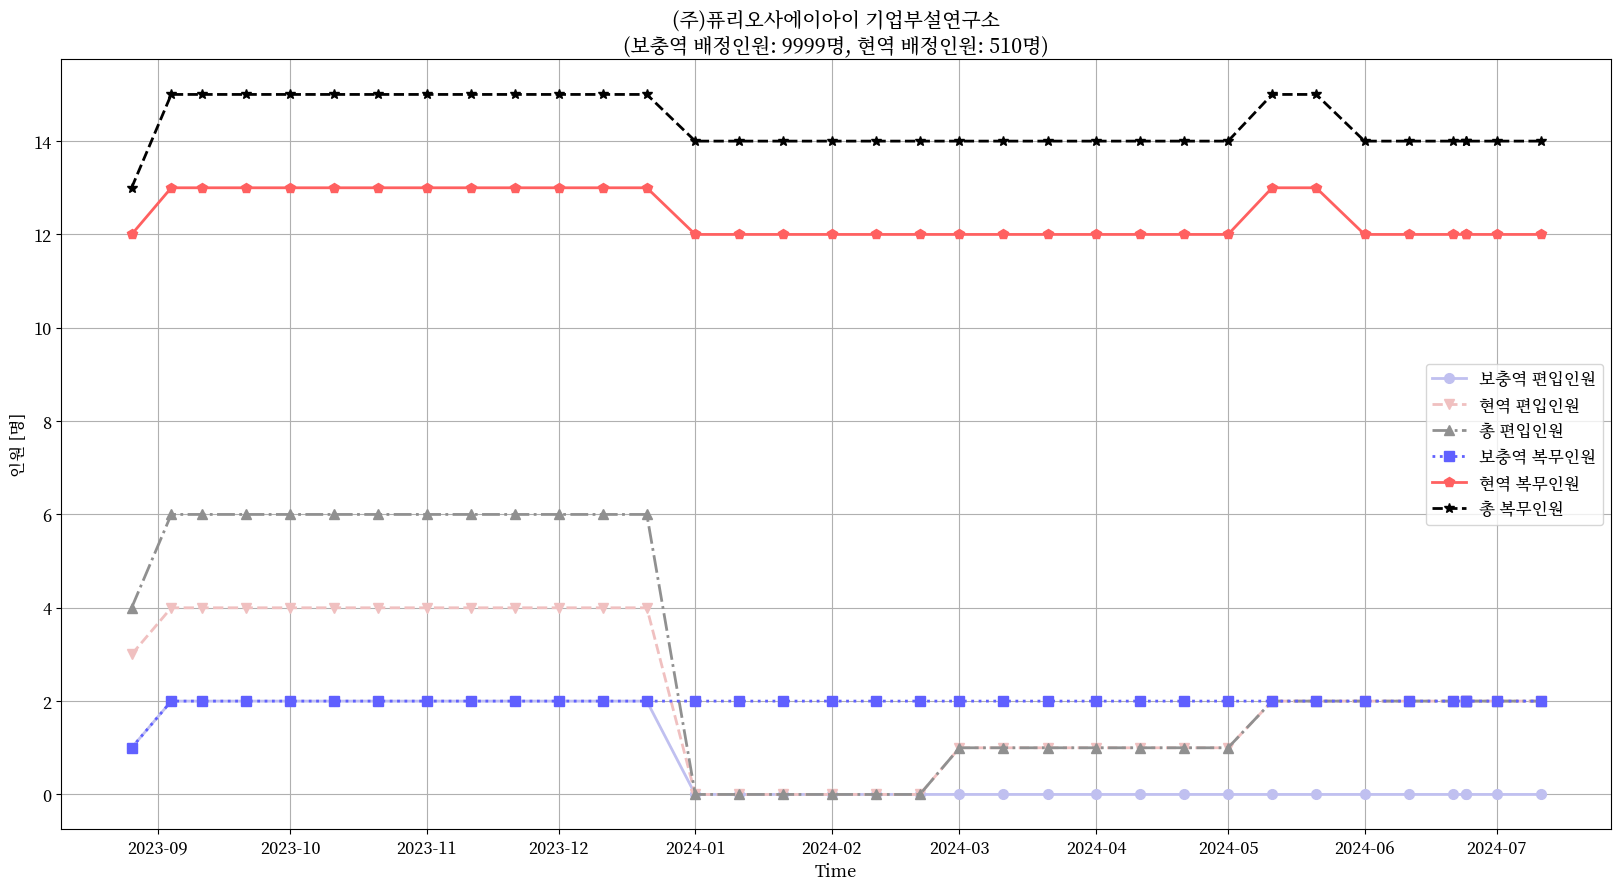 (주)퓨리오사에이아이 기업부설연구소
(보충역 배정인원: 9999명, 현역 배정인원: 510명)
인원 [명]
14
12
10
8
6
4
2
0
보충역 편입인원
현역 편입인원
총 편입인원
보충역 복무인원
현역 복무인원
총 복무인원
2023-09 2023-10 2023-11 2023-12 2024-01 2024-02 2024-03 2024-04 2024-05 2024-06 2024-07
Time